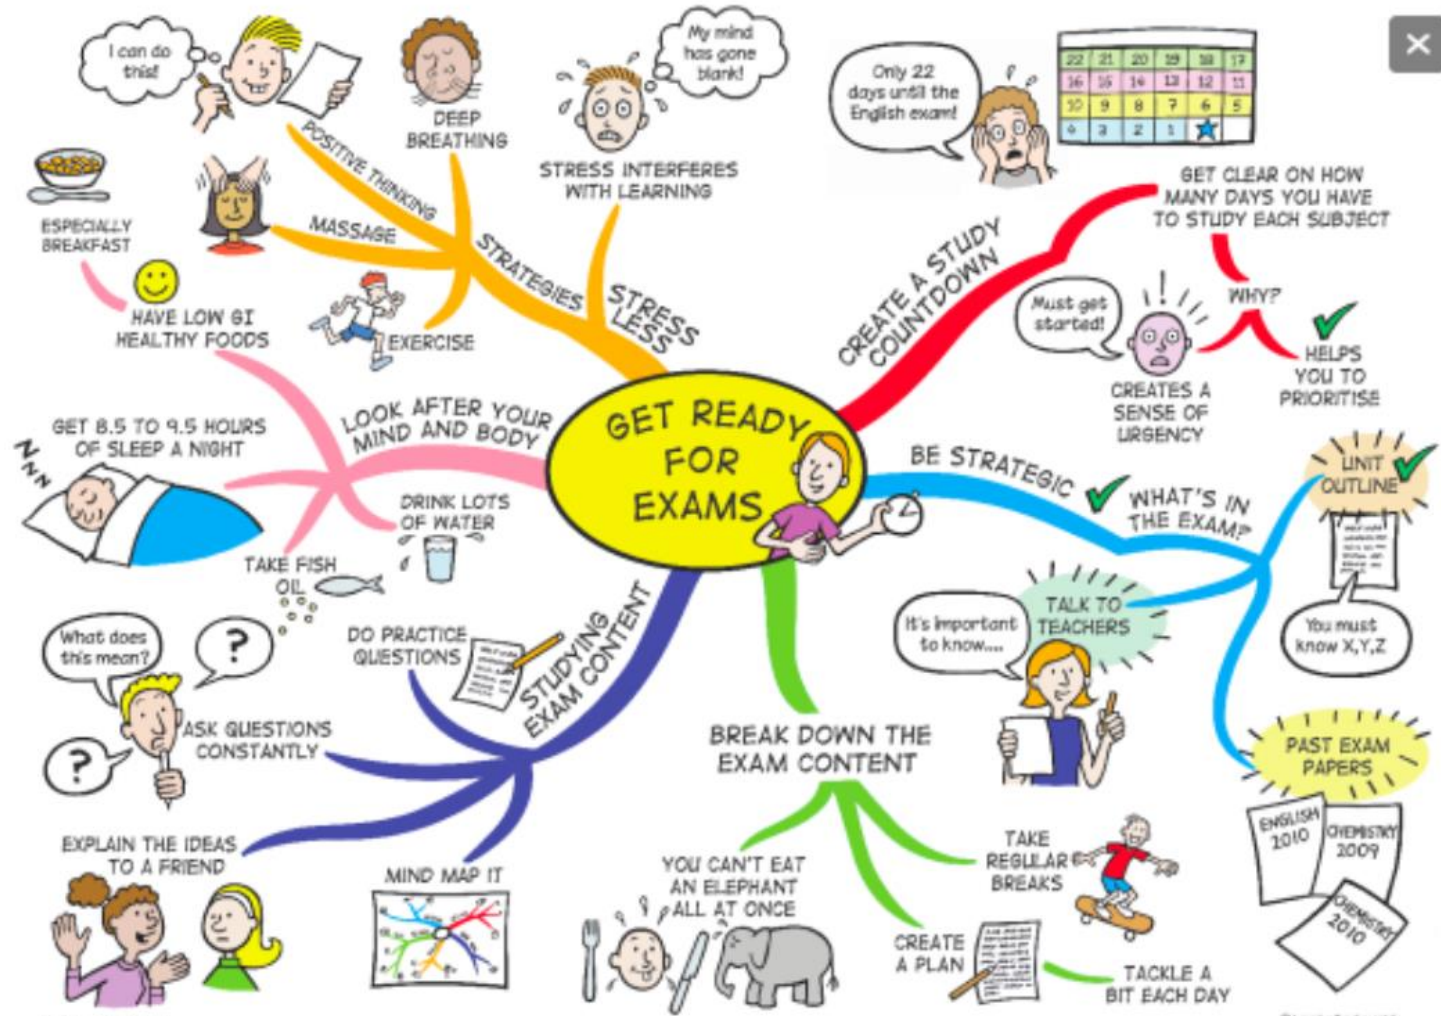 GET READY
FOR
EXAMS
CREATE A STUDY
COUNTDOWN
Only 22
days until the
English exam!
22 21 20 19 18 17
16 15 14 13 12 11
10 9 8 7 6 5
4 3 2 1
GET CLEAR ON HOW
MANY DAYS YOU HAVE
TO STUDY EACH SUBJECT
WHY?
Must get
started!
CREATES A
SENSE OF
URGENCY
HELPS
YOU TO
PRIORITISE
BE STRATEGIC
WHAT'S IN
THE EXAM?
UNIT
OUTLINE
You must
know X,Y,Z
TALK TO
TEACHERS
It's important
to know....
PAST EXAM
PAPERS
ENGLISH
2010
CHEMISTRY
2009
CHEMISTRY
2010
BREAK DOWN THE
EXAM CONTENT
TAKE
REGULAR
BREAKS
CREATE
A PLAN
TACKLE A
BIT EACH DAY
YOU CAN'T EAT
AN ELEPHANT
ALL AT ONCE
STUDYING
EXAM CONTENT
DO PRACTICE
QUESTIONS
ASK QUESTIONS
CONSTANTLY
What does
this mean?
?
?
EXPLAIN THE IDEAS
TO A FRIEND
MIND MAP IT
LOOK AFTER YOUR
MIND AND BODY
HAVE LOW GI
HEALTHY FOODS
ESPECIALLY
BREAKFAST
GET 8.5 TO 9.5 HOURS
OF SLEEP A NIGHT
ZZZZ
TAKE FISH
OIL
DRINK LOTS
OF WATER
STRESS
LESS
STRESS INTERFERES
WITH LEARNING
My mind
has gone
blank!
STRATEGIES
POSITIVE THINKING
I can do
this!
DEEP
BREATHING
MASSAGE
EXERCISE